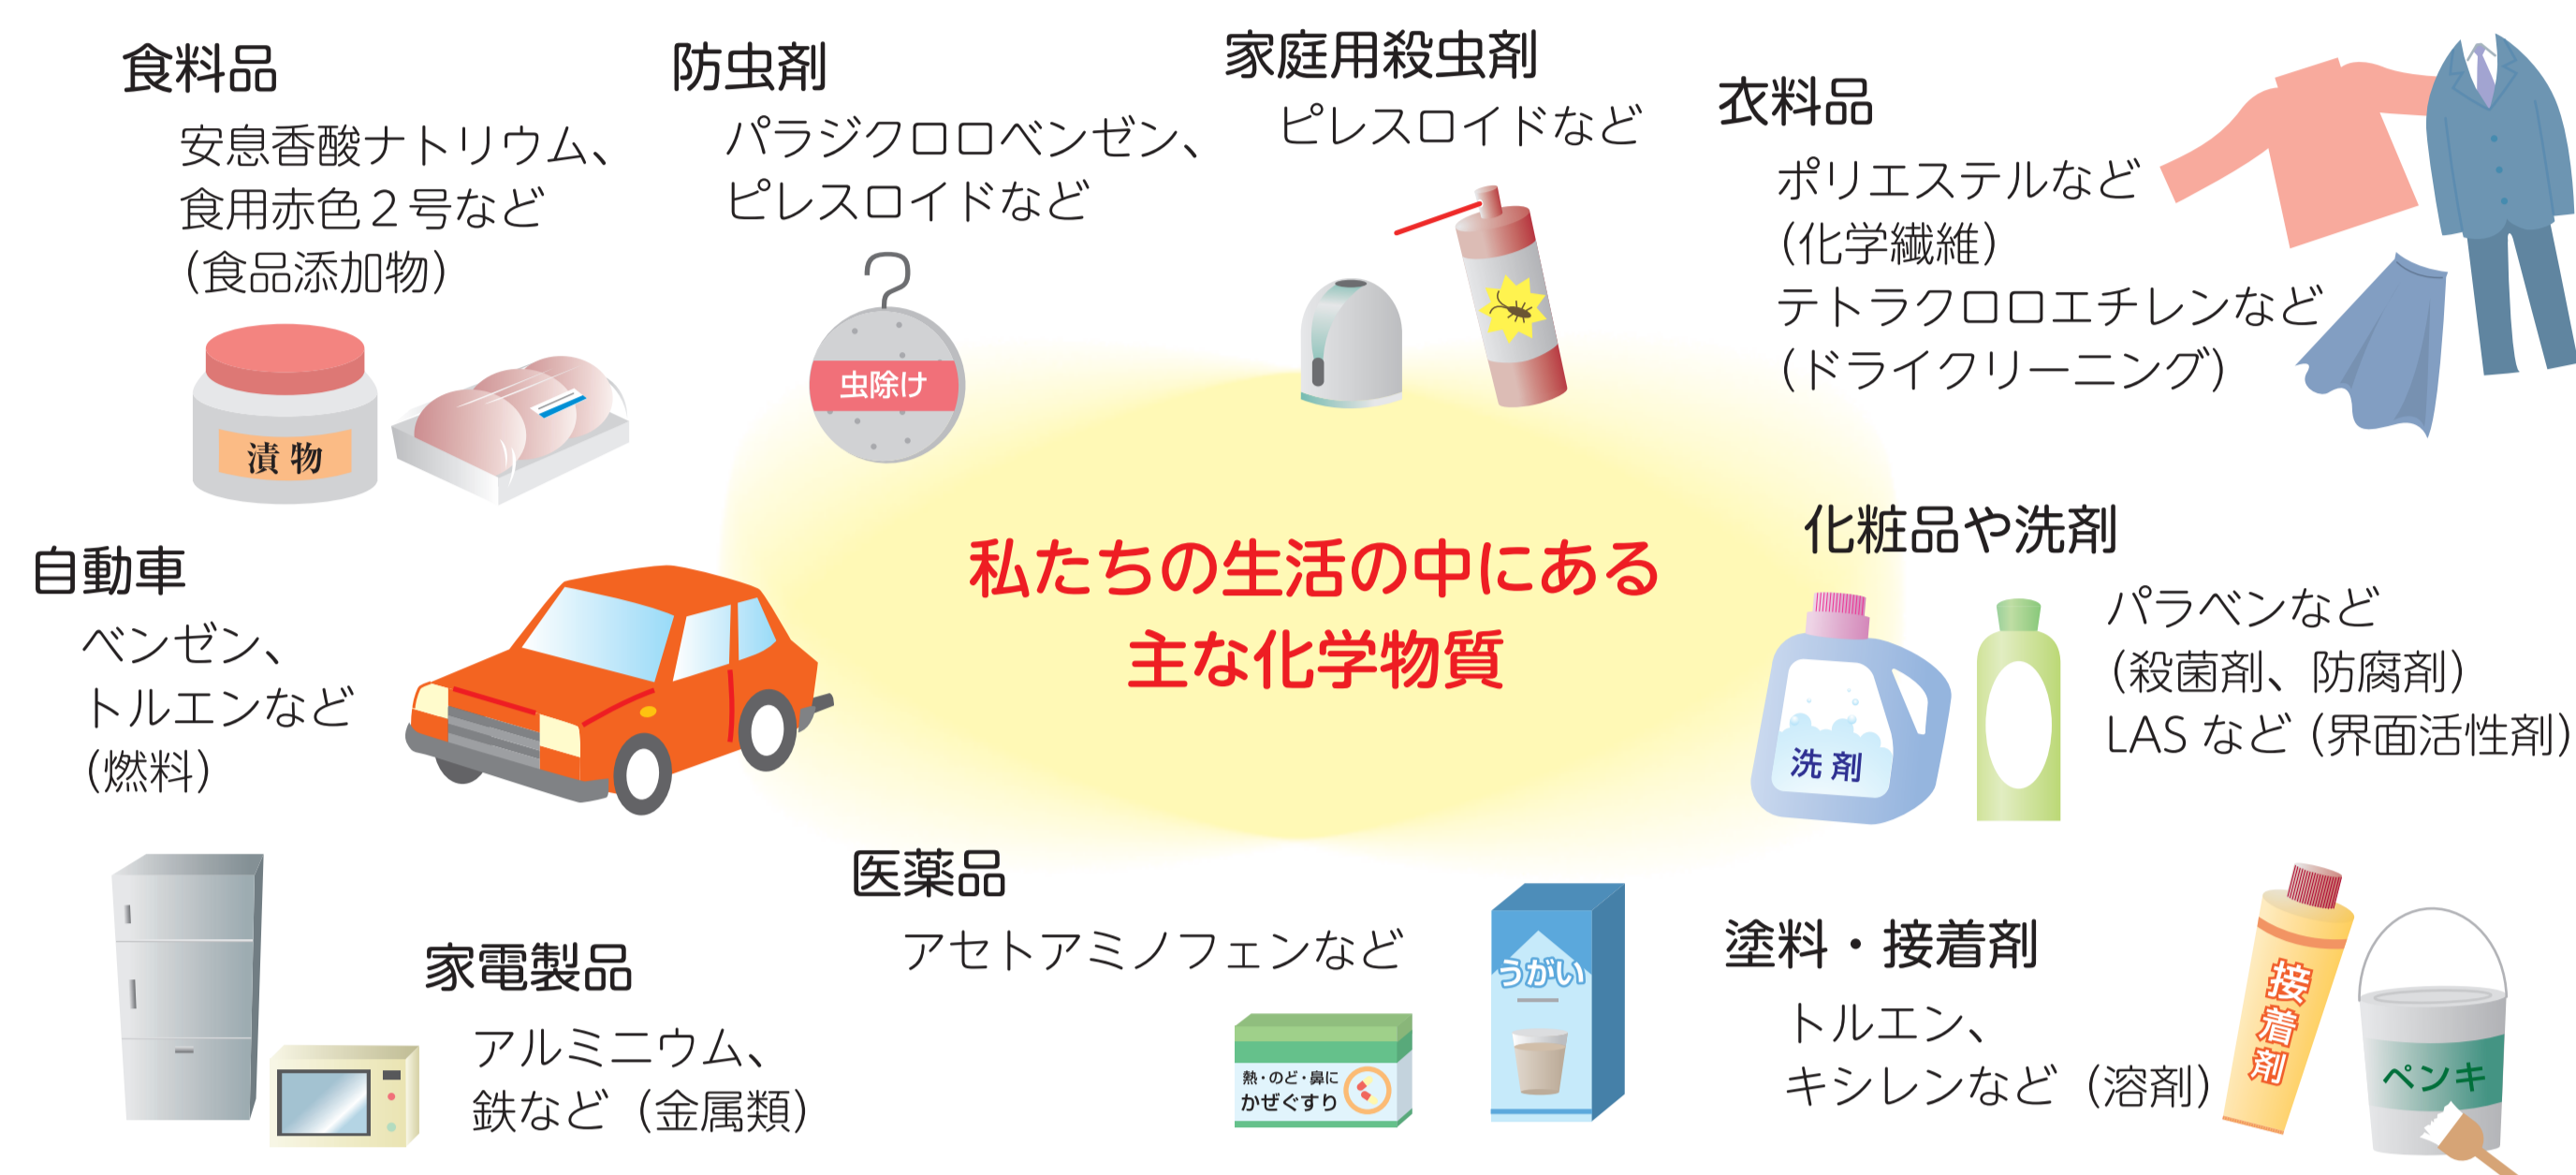 食料品
安息香酸ナトリウム、
食用赤色２号など
（食品添加物）
漬物
防虫剤
パラジクロロベンゼン、
ピレスロイドなど
虫除け
家庭用殺虫剤
ピレスロイドなど
衣料品
ポリエステルなど
（化学繊維）
テトラクロロエチレンなど
（ドライクリーニング）
自動車
ベンゼン、
トルエンなど
（燃料）
私たちの生活の中にある
主な化学物質
化粧品や洗剤
パラベンなど
（殺菌剤、防腐剤）
LAS など（界面活性剤）
洗剤
家電製品
アルミニウム、
鉄など（金属類）
医薬品
アセトアミノフェンなど
熱・のど・鼻に
かぜぐすり
うがい
塗料・接着剤
トルエン、
キシレンなど（溶剤）
接着剤
ペンキ